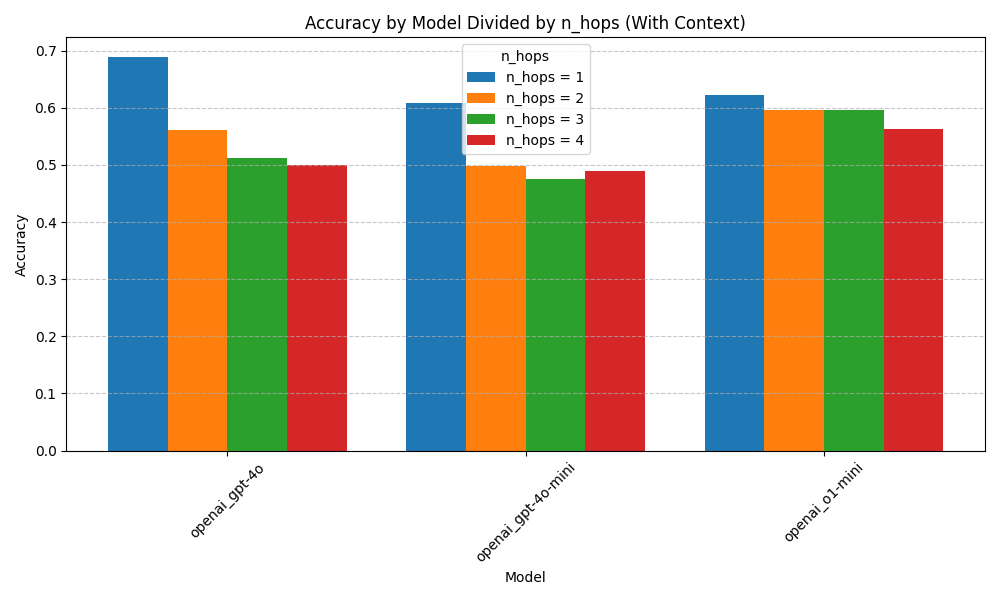 Accuracy by Model Divided by n_hops (With Context)
n_hops
n_hops = 1
n_hops = 2
n_hops = 3
n_hops = 4
Accuracy
0.7
0.6
0.5
0.4
0.3
0.2
0.1
0.0
openai_gpt-4o
openai_gpt-4o-mini
openai_o1-mini
Model